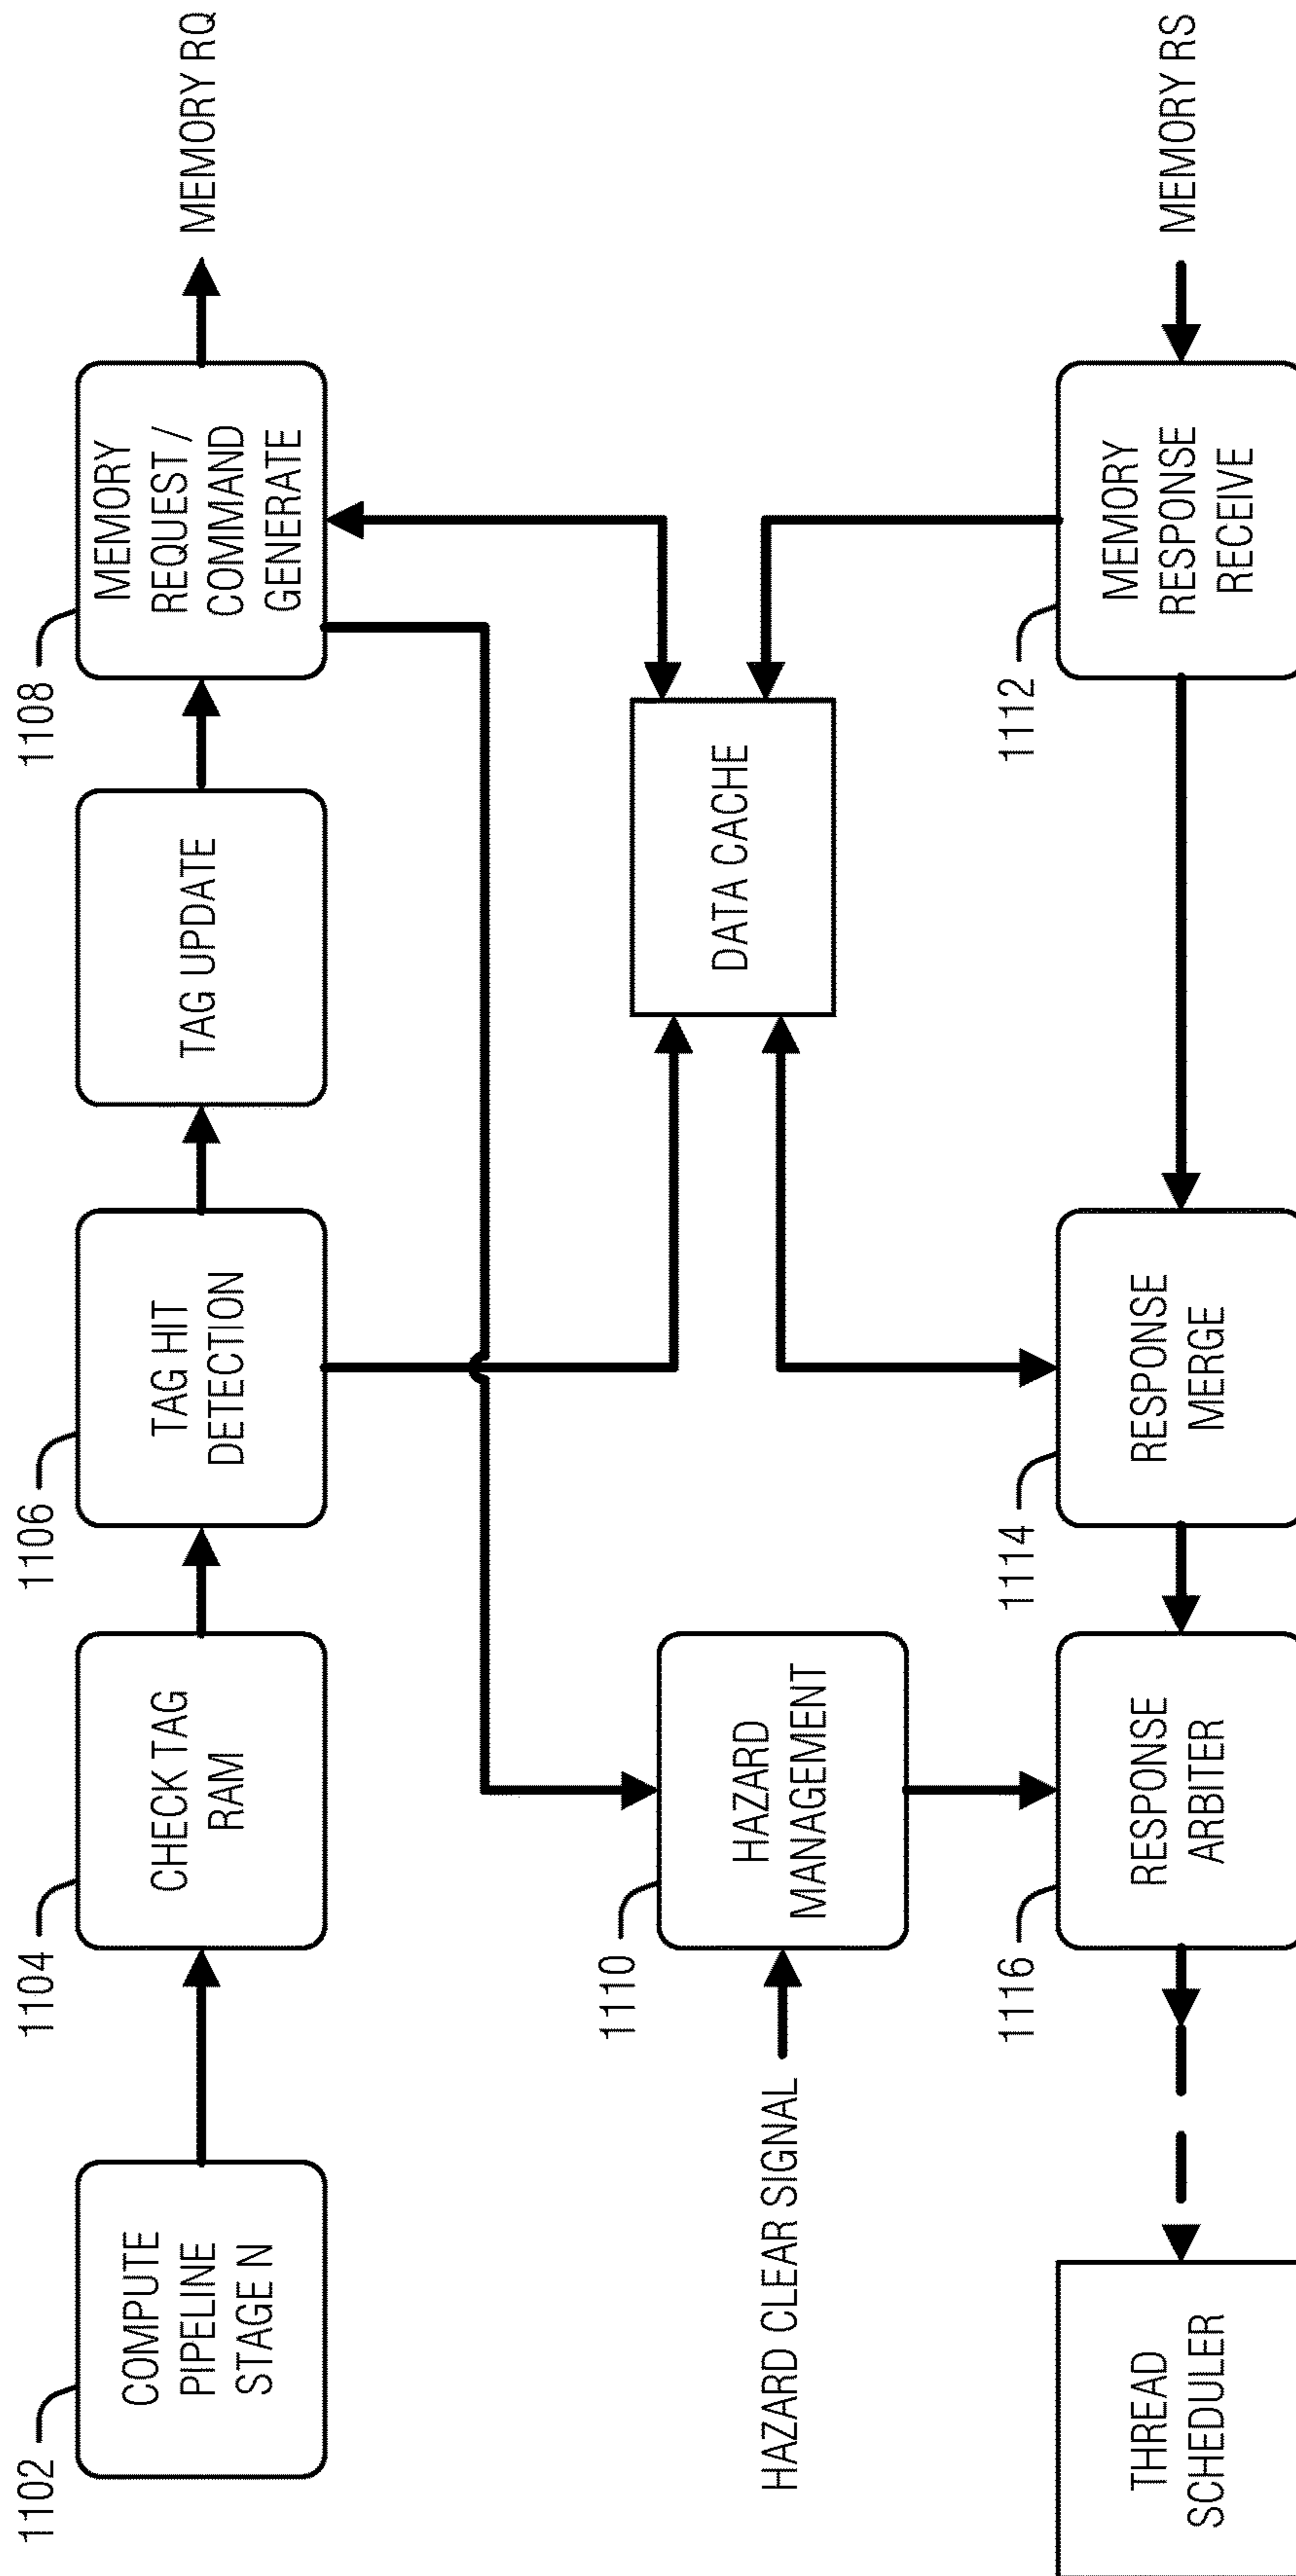 1102
COMPUTE
PIPELINE
STAGE N
1104
CHECK TAG
RAM
1106
TAG HIT
DETECTION
TAG UPDATE
1108
MEMORY
REQUEST /
COMMAND
GENERATE
MEMORY RQ
HAZARD CLEAR SIGNAL
1110
HAZARD
MANAGEMENT
DATA CACHE
THREAD
SCHEDULER
1116
RESPONSE
ARBITER
1114
RESPONSE
MERGE
1112
MEMORY
RESPONSE
RECEIVE
MEMORY RS